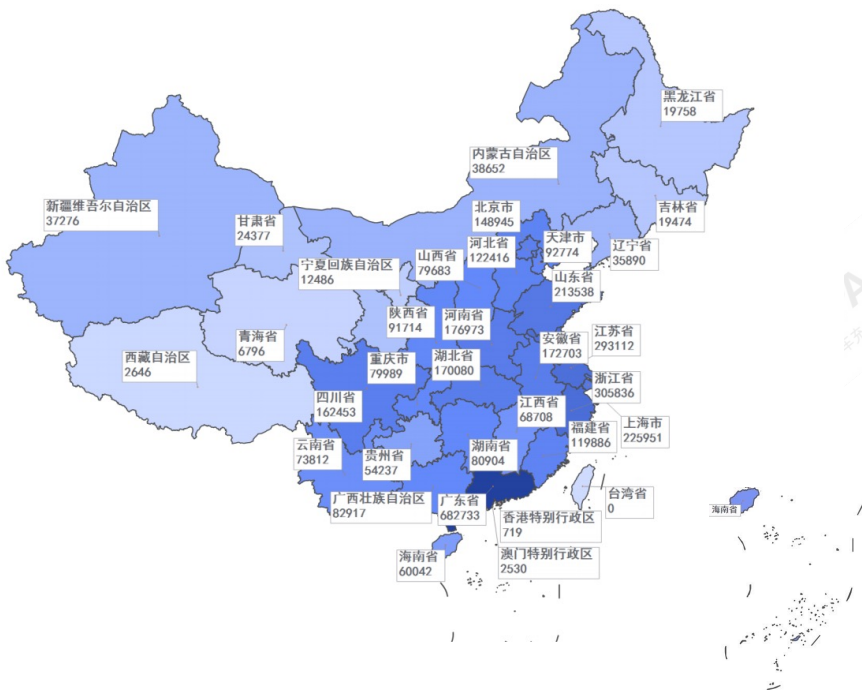 黑龙江省
19758
内蒙古自治区
38652
新疆维吾尔自治区
37276
甘肃省
24377
北京市
148945
吉林省
19474
宁夏回族自治区
12486
山西省
79683
河北省
122416
天津市
92774
辽宁省
35890
山东省
213538
青海省
6796
陕西省
91714
河南省
176973
西藏自治区
2646
重庆市
79989
湖北省
170080
安徽省
172703
江苏省
293112
浙江省
305836
四川省
162453
江西省
68708
福建省
119886
上海市
225951
云南省
73812
贵州省
54237
湖南省
80904
广西壮族自治区
82917
广东省
682733
香港特别行政区
719
台湾省
0
海南省
海南省
60042
澳门特别行政区
2530